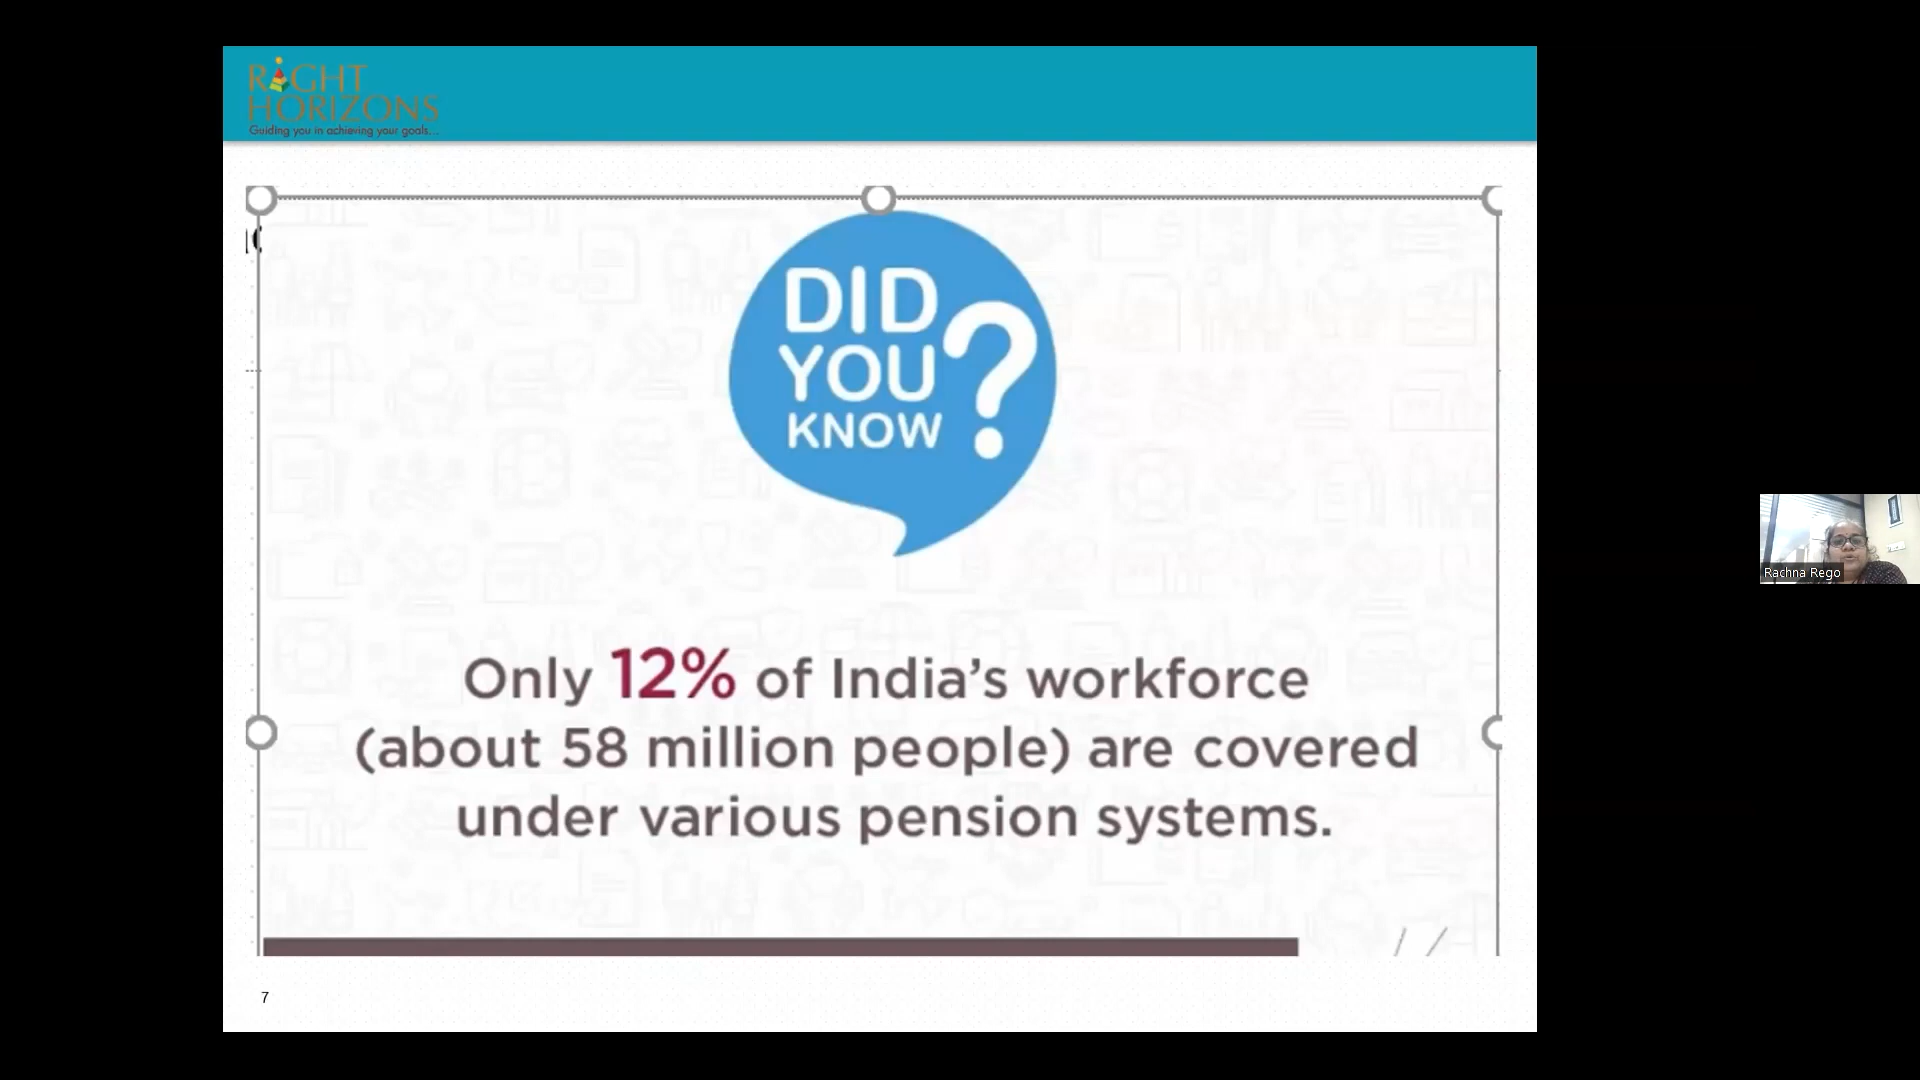 RIGHT
HORIZONS
Guiding you in achieving your goals...
DID
YOU
KNOW
?
Only 12% of India's workforce
(about 58 million people) are covered
under various pension systems.
7
Rachna Rego